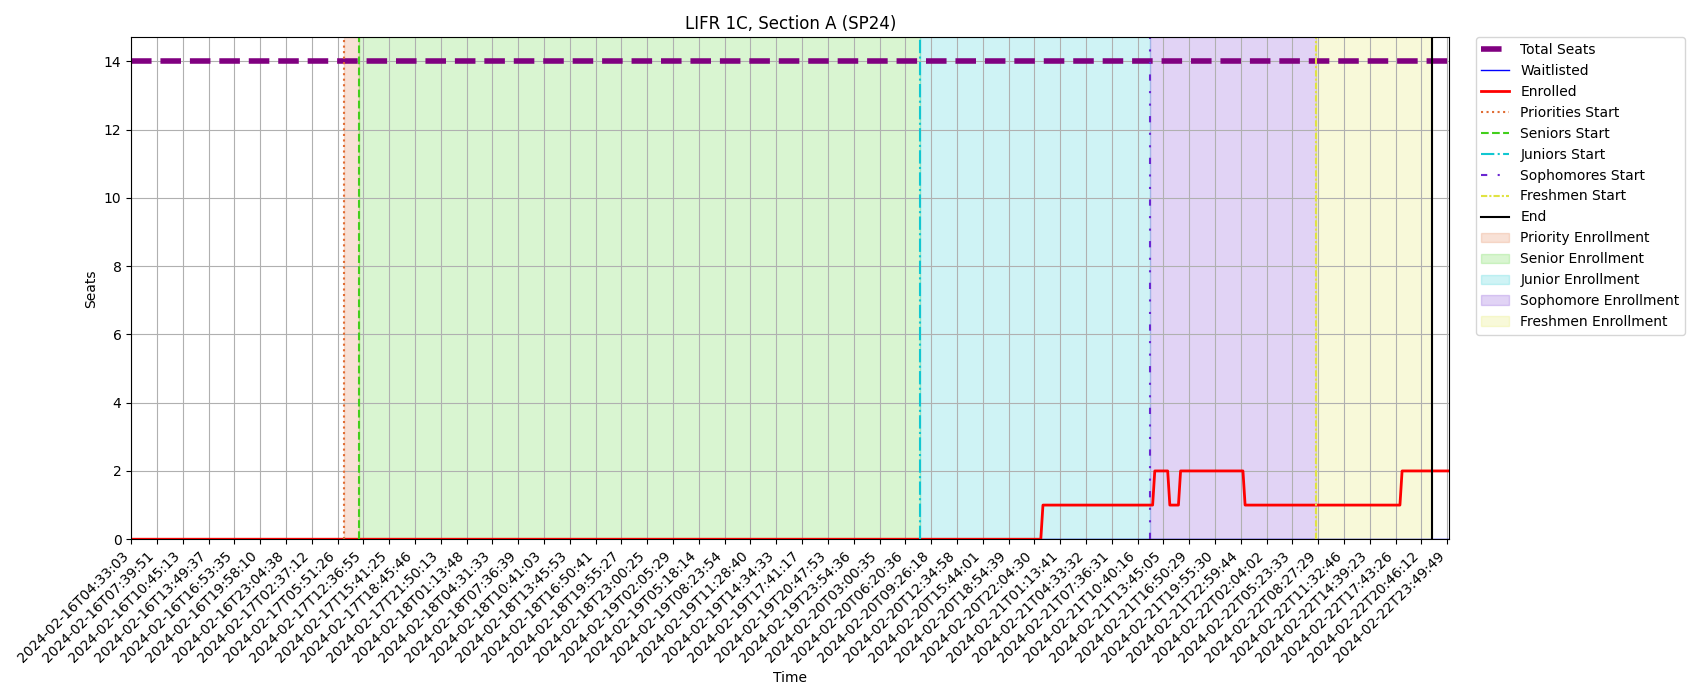 LIFR 1C, Section A (SP24)
Seats
14
12
10
8
6
4
2
0
2024-02-16T04:33:03
2024-02-16T07:39:51
2024-02-16T10:45:13
2024-02-16T13:49:37
2024-02-16T16:53:35
2024-02-16T19:58:10
2024-02-16T23:04:38
2024-02-17T02:37:12
2024-02-17T05:51:26
2024-02-17T12:36:55
2024-02-17T15:41:25
2024-02-17T18:45:46
2024-02-17T21:50:13
2024-02-18T01:13:48
2024-02-18T04:31:33
2024-02-18T07:36:39
2024-02-18T10:41:03
2024-02-18T13:45:53
2024-02-18T16:50:41
2024-02-18T19:55:27
2024-02-18T23:00:25
2024-02-19T02:05:29
2024-02-19T05:18:14
2024-02-19T08:23:54
2024-02-19T11:28:40
2024-02-19T14:34:33
2024-02-19T17:41:17
2024-02-19T20:47:53
2024-02-19T23:54:36
2024-02-20T03:00:35
2024-02-20T06:20:36
2024-02-20T09:26:18
2024-02-20T12:34:58
2024-02-20T15:44:01
2024-02-20T18:54:39
2024-02-20T22:04:30
2024-02-21T01:13:41
2024-02-21T04:33:32
2024-02-21T07:36:31
2024-02-21T10:40:16
2024-02-21T13:45:05
2024-02-21T16:50:29
2024-02-21T19:55:30
2024-02-21T22:59:44
2024-02-22T02:04:02
2024-02-22T05:23:33
2024-02-22T08:27:29
2024-02-22T11:32:46
2024-02-22T14:39:23
2024-02-22T17:43:26
2024-02-22T20:46:12
2024-02-22T23:49:49
Time
Total Seats
Waitlisted
Enrolled
Priorities Start
Seniors Start
Juniors Start
Sophomores Start
Freshmen Start
End
Priority Enrollment
Senior Enrollment
Junior Enrollment
Sophomore Enrollment
Freshmen Enrollment